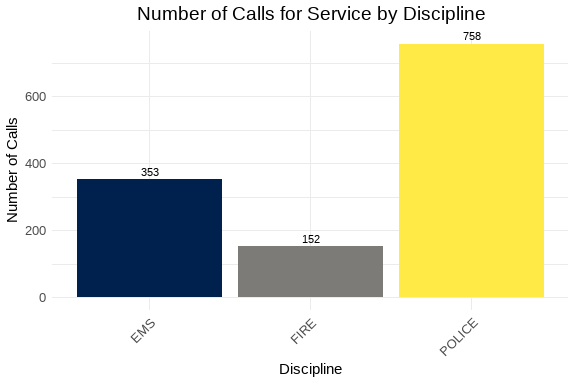 Number of Calls for Service by Discipline
758
600
400
353
200
152
0
Number of Calls
EMS
FIRE
POLICE
Discipline